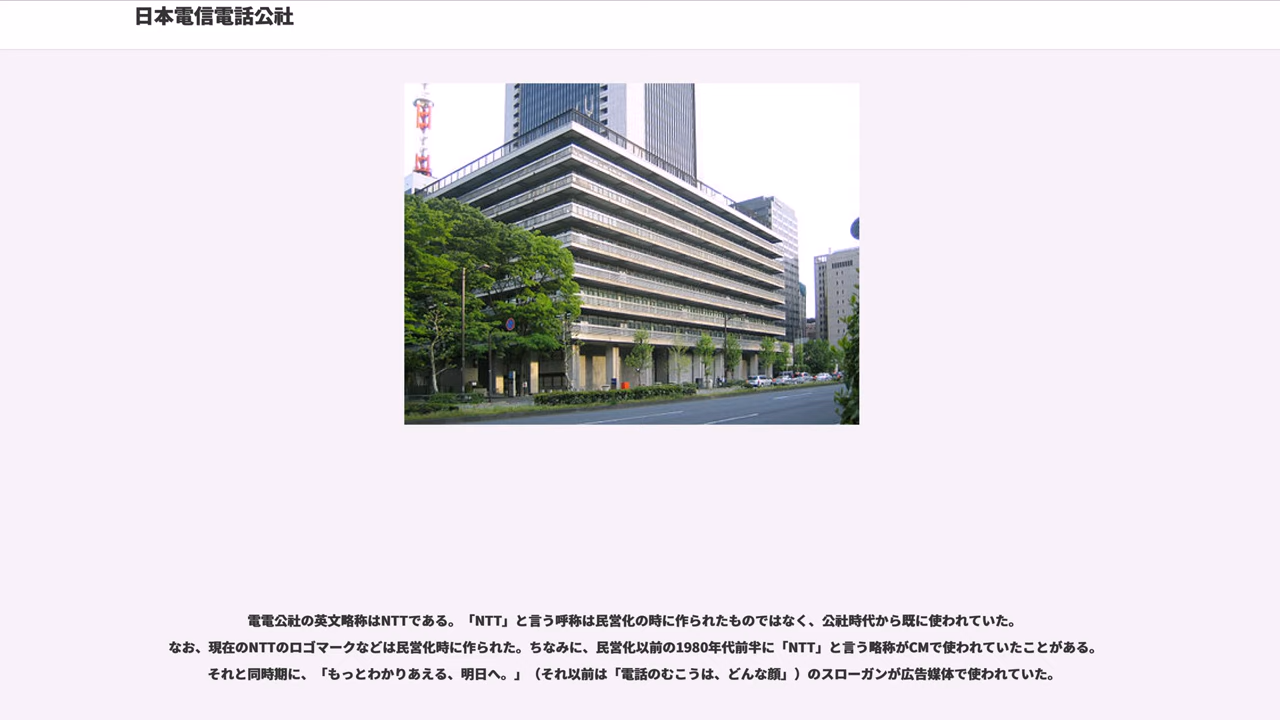 日本電信電話公社
電電公社の英文略称はNTTである。「NTT」と言う呼称は民営化の時に作られたものではなく、公社時代から既に使われていた。
なお、現在のNTTのロゴマークなどは民営化時に作られた。ちなみに、民営化以前の1980年代前半に「NTT」と言う略称がCMで使われていたことがある。
それと同時期に、「もっとわかりあえる、明日へ。」（それ以前は「電話のむこうは、どんな顔」）のスローガンが広告媒体で使われていた。